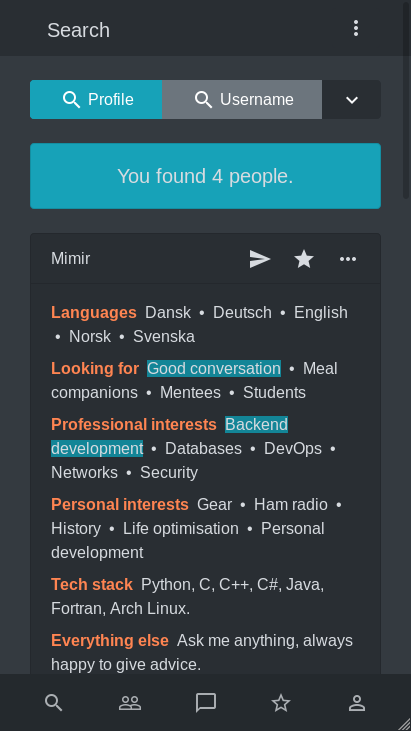 Search
Profile Username
You found 4 people.
Mimir
Languages Dansk • Deutsch • English
• Norsk • Svenska
Looking for Good conversation • Meal
companions • Mentees • Students
Professional interests Backend
development • Databases • DevOps •
Networks • Security
Personal interests Gear • Ham radio •
History • Life optimisation • Personal
development
Tech stack Python, C, C++, C#, Java,
Fortran, Arch Linux.
Everything else Ask me anything, always
happy to give advice.